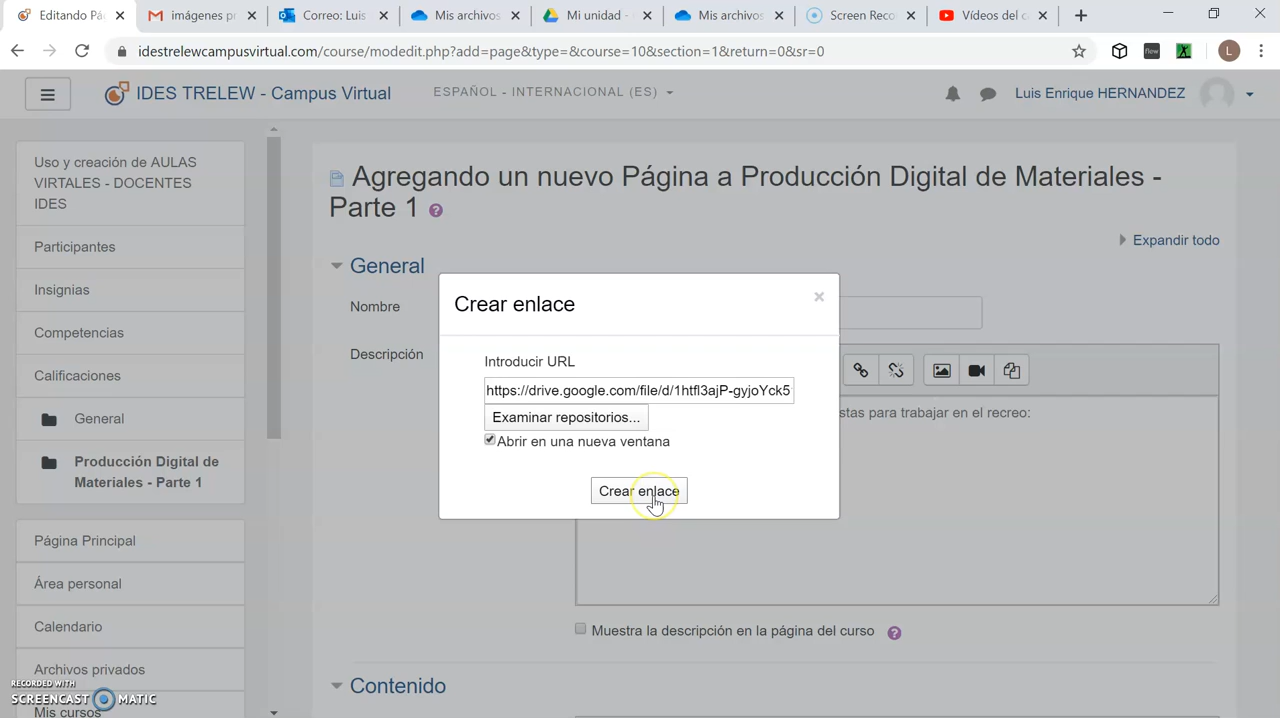 Editando Pác
imágenes pr
Correo: Luis
Mis archivos
Mi unidad -
Mis archivos
Screen Reco
Vídeos del c
idestrelewcampusvirtual.com/course/modedit.php?add=page&type=&course=10&section=1&return=0&sr=0
flow
L
IDES TRELEW - Campus Virtual
ESPAÑOL - INTERNACIONAL (ES)
Luis Enrique HERNANDEZ
Uso y creación de AULAS
VIRTALES - DOCENTES
IDES
Participantes
Insignias
Competencias
Calificaciones
General
Producción Digital de
Materiales - Parte 1
Página Principal
Área personal
Calendario
Archivos privados
Mis cursos
Agregando un nuevo Página a Producción Digital de Materiales -
Parte 1
Expandir todo
General
Nombre
Descripción
stas para trabajar en el recreo:
Crear enlace
Introducir URL
https://drive.google.com/file/d/1htfl3ajP-gyjoYck5
Examinar repositorios...
Abrir en una nueva ventana
Crear enlace
Muestra la descripción en la página del curso
Contenido
RECORDED WITH
SCREENCAST MATIC